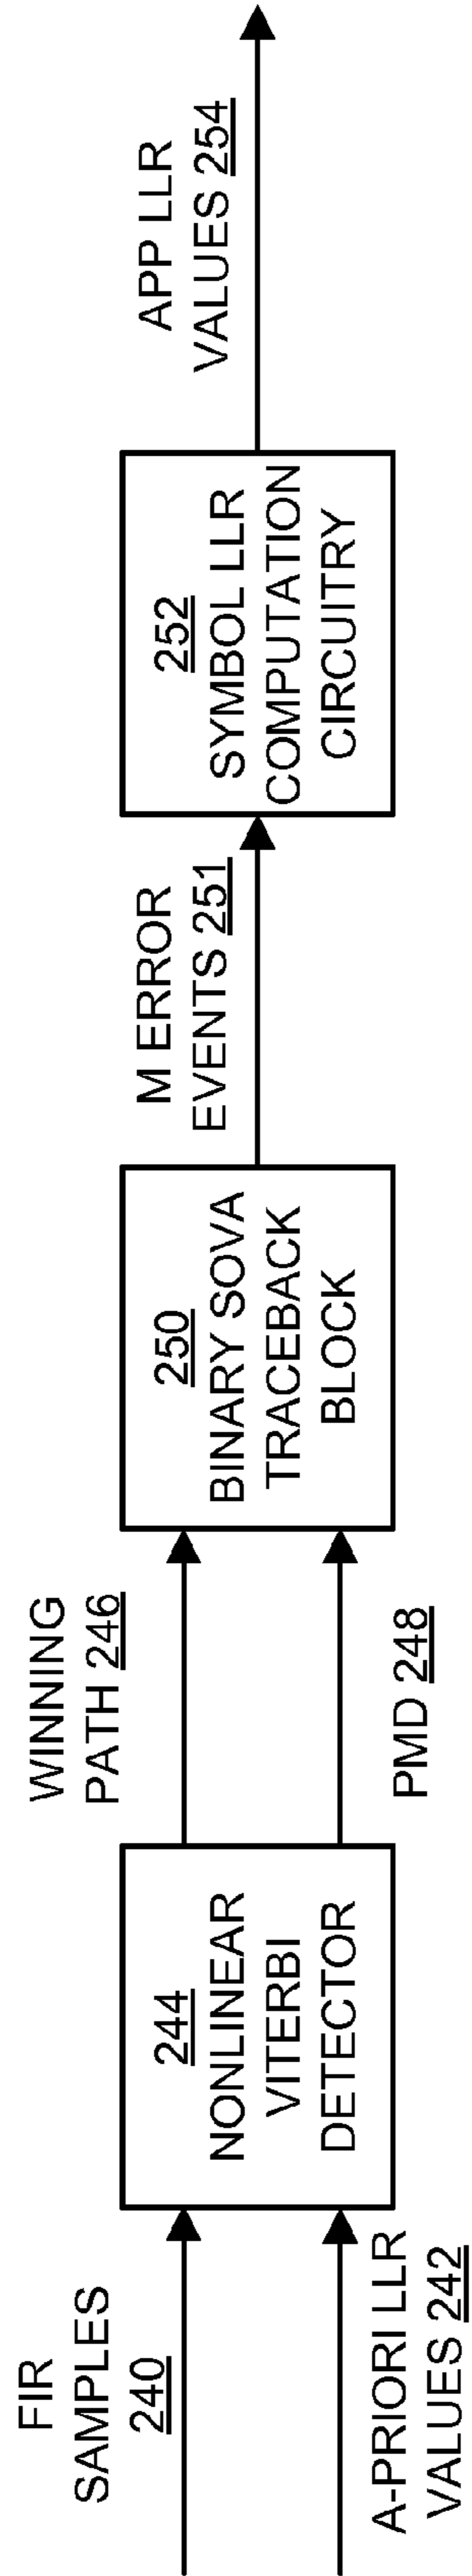 FIR
SAMPLES
240
A-PRIORI LLR
VALUES 242
244
NONLINEAR
VITERBI
DETECTOR
WINNING
PATH 246
PMD 248
250
BINARY SOVA
TRACEBACK
BLOCK
M ERROR
EVENTS 251
252
SYMBOL LLR
COMPUTATION
CIRCUITRY
APP LLR
VALUES 254